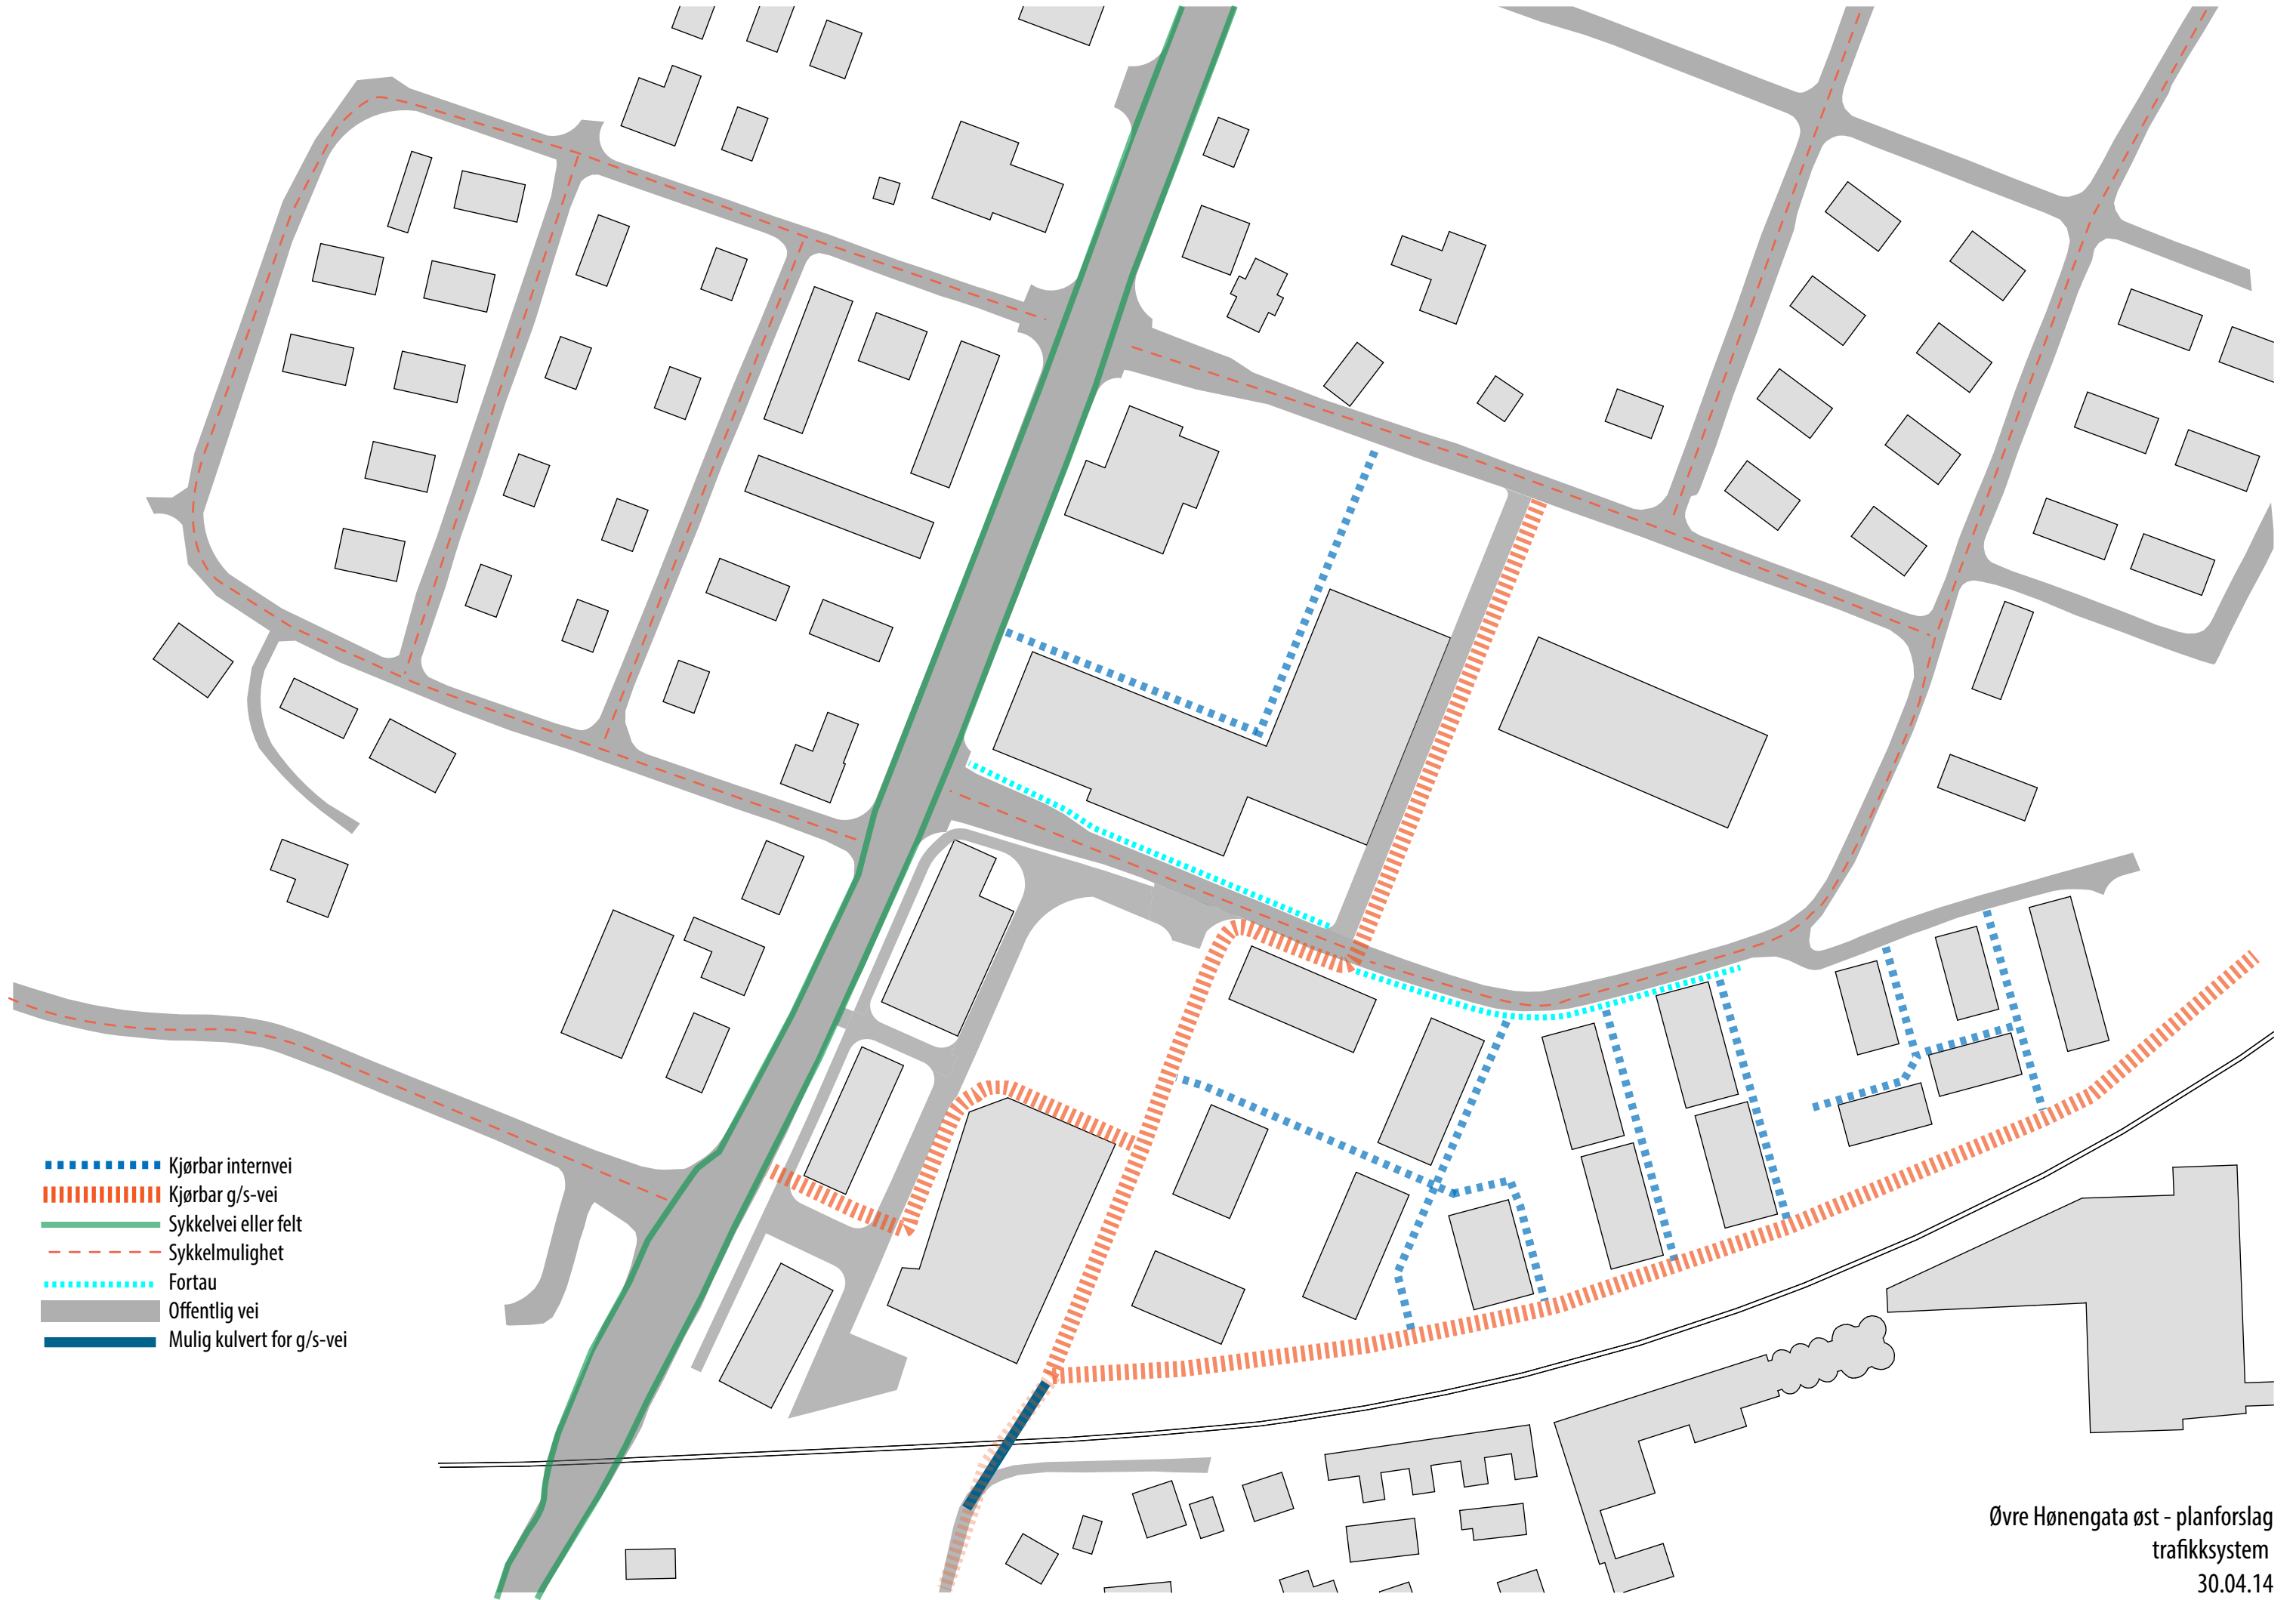 Kjørbar internvei
Kjørbar g/s-vei
Sykkelvei eller felt
Sykkelmulighet
Fortau
Offentlig vei
Mulig kulvert for g/s-vei
Øvre Hønengata øst - planforslag
trafikksystem
30.04.14